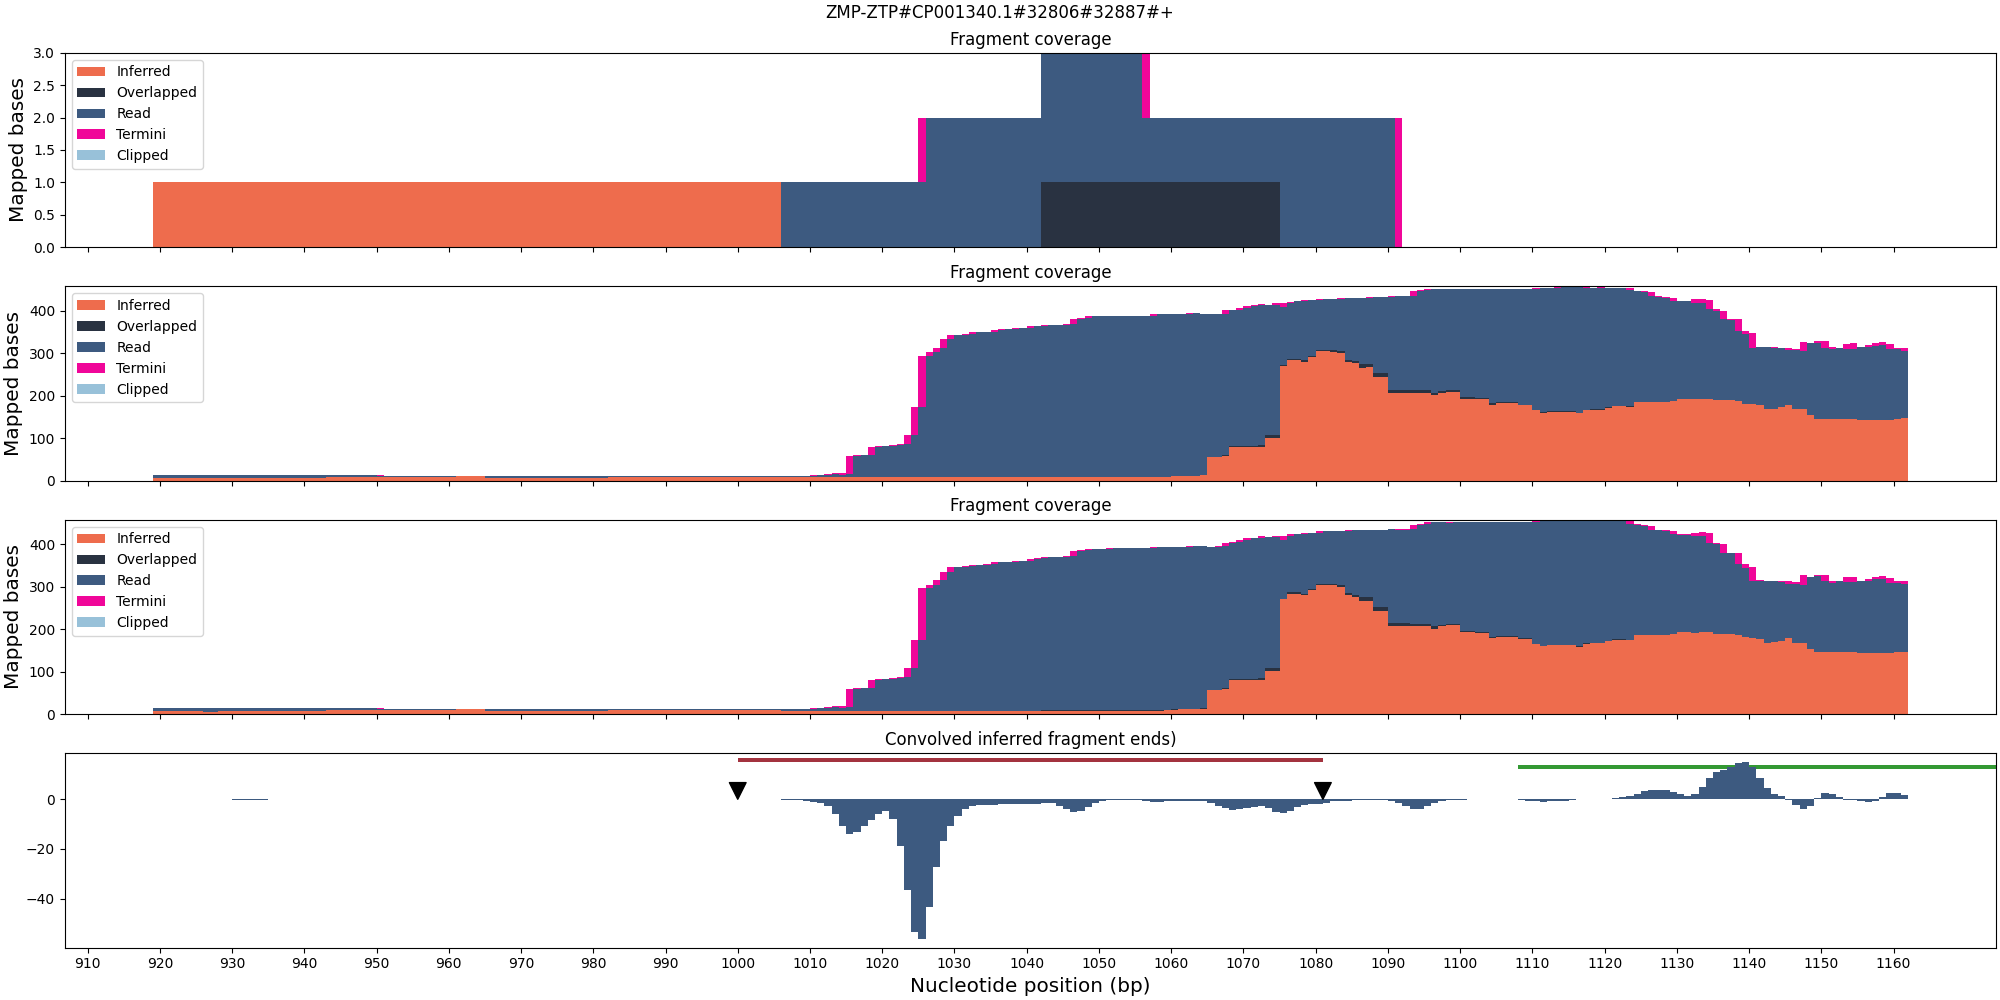 ZMP-ZTP#CP001340.1#32806#32887#+
Fragment coverage
Mapped bases
3.0
2.5
2.0
1.5
1.0
0.5
0.0
Inferred
Overlapped
Read
Termini
Clipped
Fragment coverage
Mapped bases
400
300
200
100
0
Inferred
Overlapped
Read
Termini
Clipped
Fragment coverage
Mapped bases
400
300
200
100
0
Inferred
Overlapped
Read
Termini
Clipped
Convolved inferred fragment ends)
0
−20
−40
910 920 930 940 950 960 970 980 990 1000 1010 1020 1030 1040 1050 1060 1070 1080 1090 1100 1110 1120 1130 1140 1150 1160
Nucleotide position (bp)